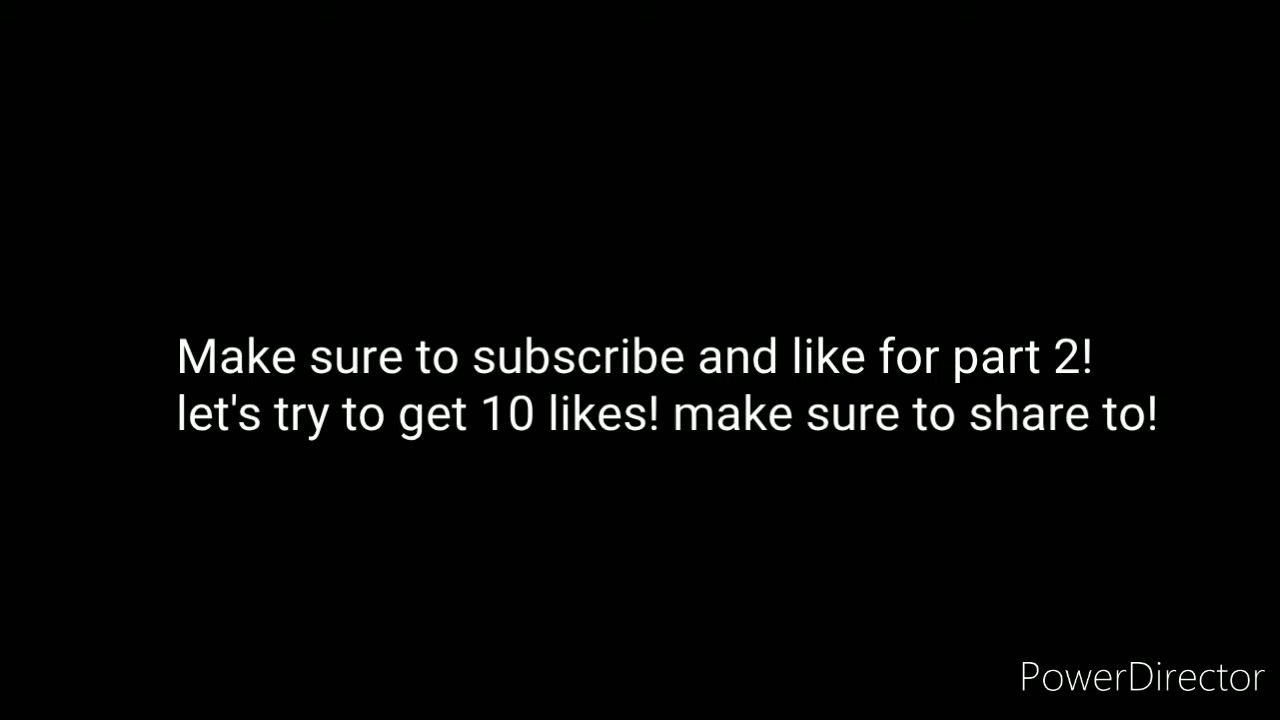 Make sure to subscribe and like for part 2!
let's try to get 10 likes! make sure to share to!
PowerDirector